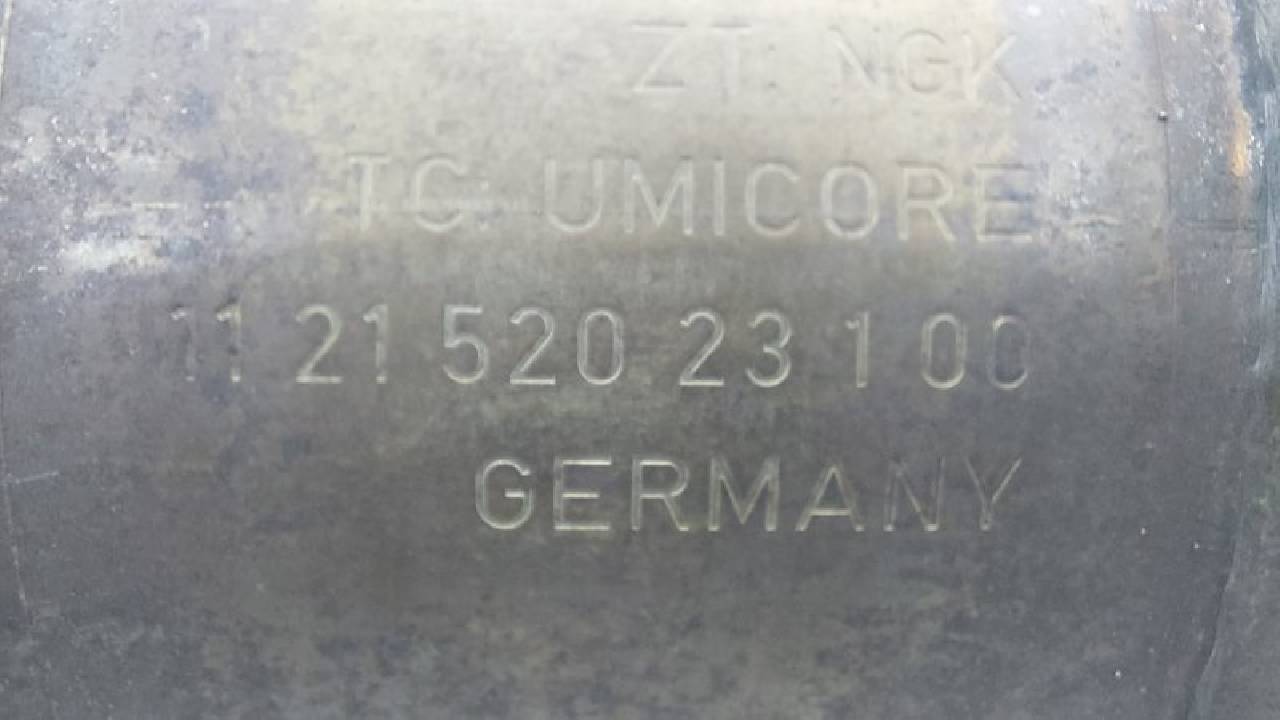 ZT: NGK
TC: UMICORE
11 21 520 23 1 00
GERMANY